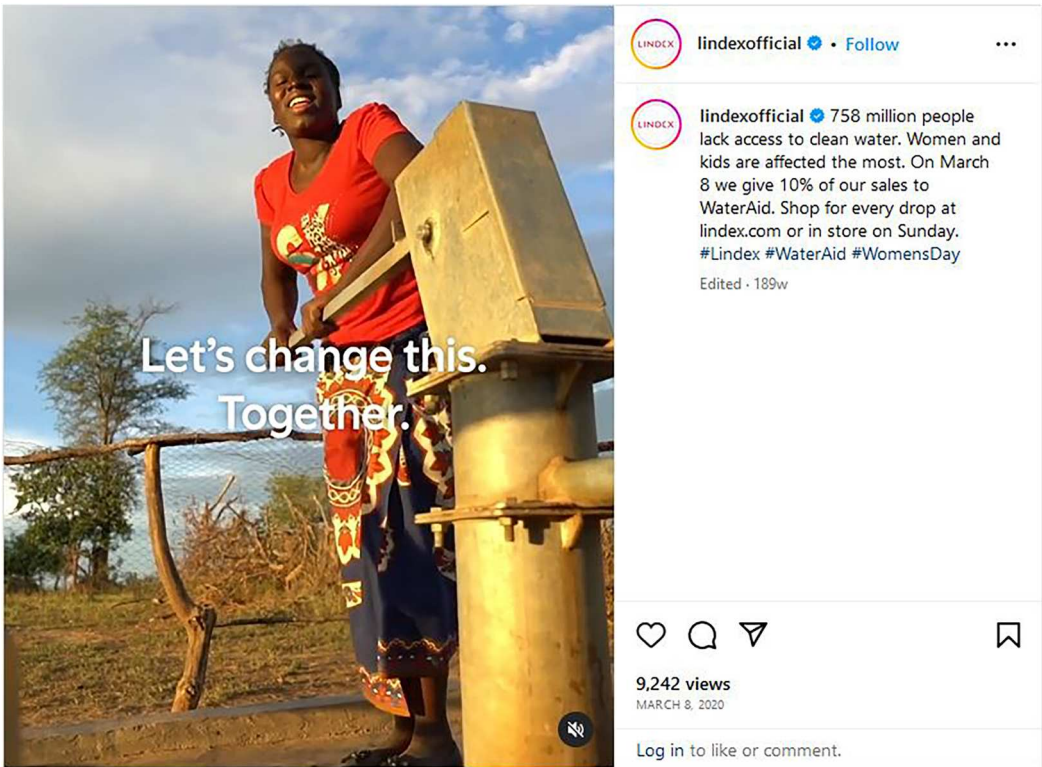 Let's change this.
Together.
LINDEX
lindexofficial • Follow
LINDEX
lindexofficial 758 million people
lack access to clean water. Women and
kids are affected the most. On March
8 we give 10% of our sales to
WaterAid. Shop for every drop at
lindex.com or in store on Sunday.
#Lindex #WaterAid #WomensDay
Edited · 189w
9,242 views
MARCH 8, 2020
Log in to like or comment.